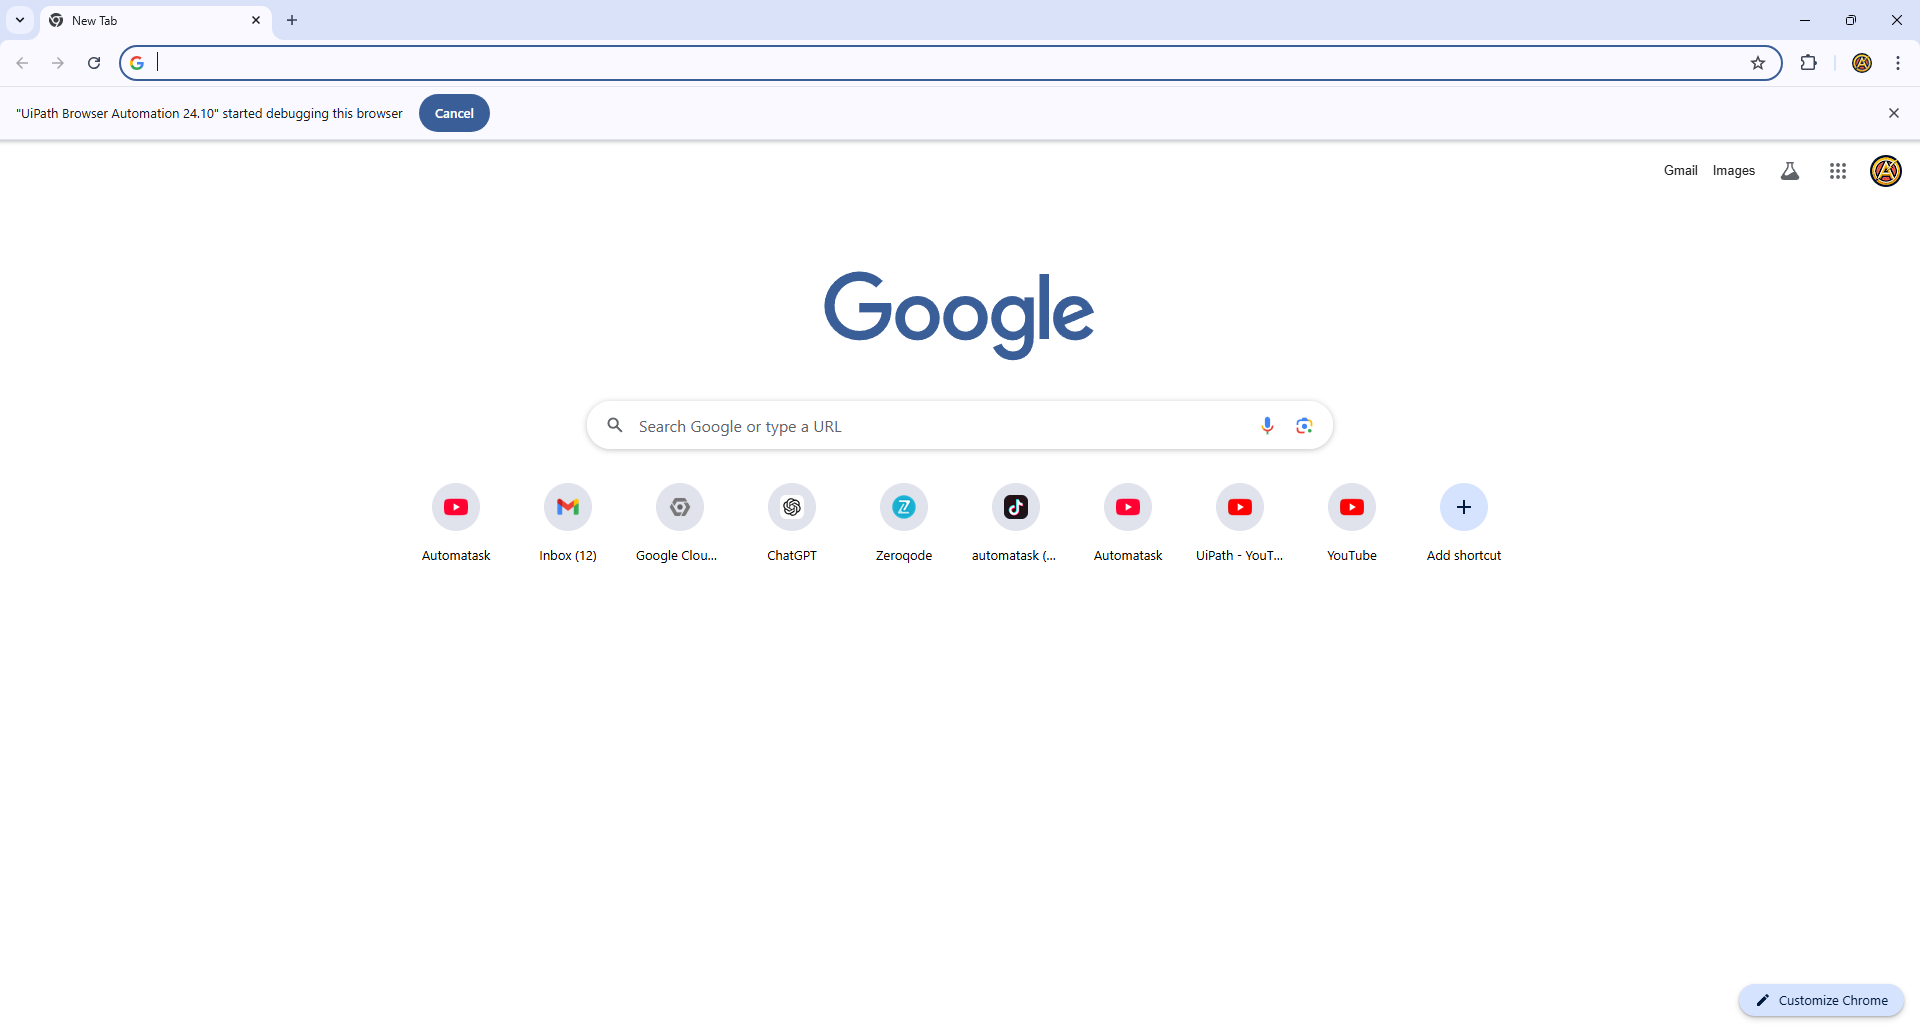 New Tab
"UiPath Browser Automation 24.10" started debugging this browser
Cancel
Gmail
Images
Google
Search Google or type a URL
Automatask
Inbox (12)
Google Clou...
ChatGPT
Zeroqode
automatask (...
Automatask
UiPath - YouT...
YouTube
Add shortcut
Customize Chrome